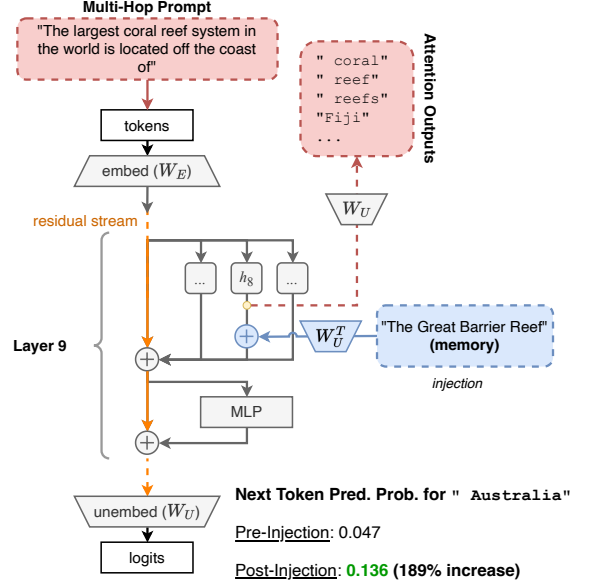 Multi-Hop Prompt
"The largest coral reef system in
the world is located off the coast
of"
" coral"
" reef"
" reefs"
"Fiji"
...
Attention Outputs
tokens
embed (W_E)
W_U
residual stream
...
h_8
...
Layer 9
W_U^T
"The Great Barrier Reef"
(memory)
injection
MLP
unembed (W_U)
logits
Next Token Pred. Prob. for " Australia"
Pre-Injection: 0.047
Post-Injection: 0.136 (189% increase)